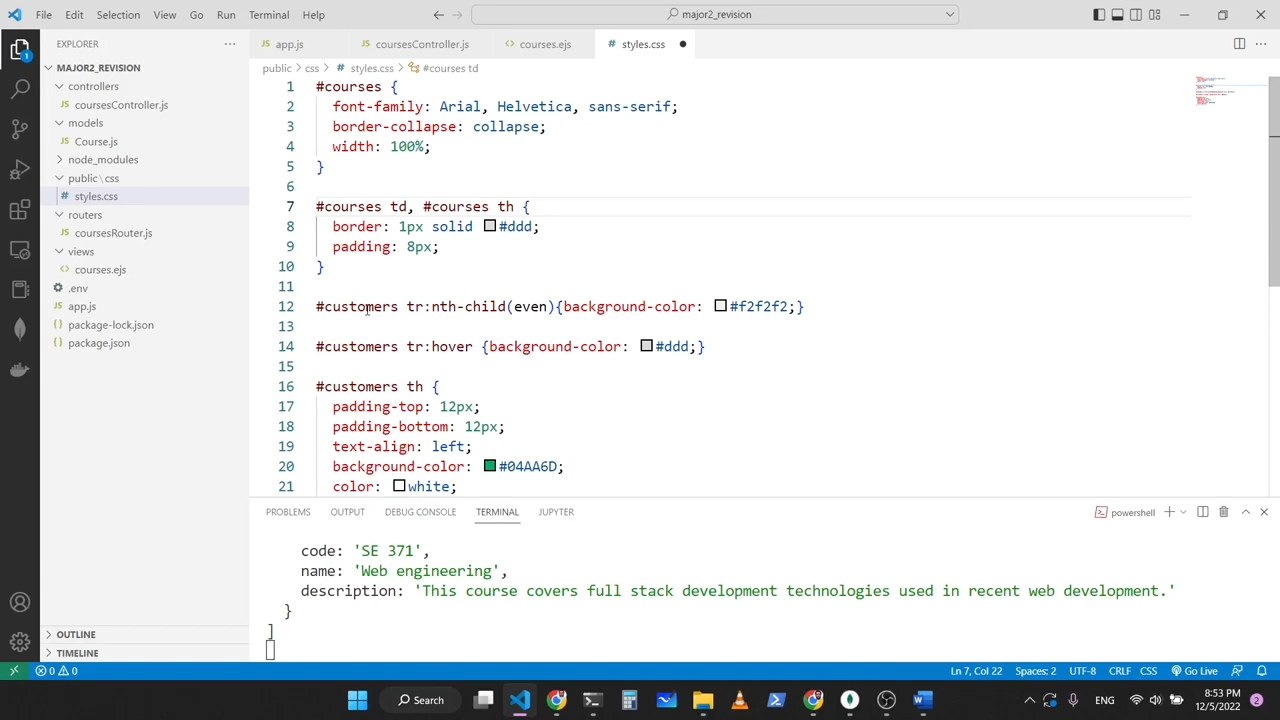 File Edit Selection View Go Run Terminal Help
major2_revision
EXPLORER
app.js coursesController.js courses.ejs styles.css
MAJOR2_REVISION
public > css > styles.css > #courses td
controllers
coursesController.js
models
Course.js
node_modules
public \ css
styles.css
routers
coursesRouter.js
views
courses.ejs
.env
app.js
package-lock.json
package.json
OUTLINE
TIMELINE
1 #courses {
2 font-family: Arial, Helvetica, sans-serif;
3 border-collapse: collapse;
4 width: 100%;
5 }
6
7 #courses td, #courses th {
8 border: 1px solid #ddd;
9 padding: 8px;
10 }
11
12 #customers tr:nth-child(even){background-color: #f2f2f2;}
13
14 #customers tr:hover {background-color: #ddd;}
15
16 #customers th {
17 padding-top: 12px;
18 padding-bottom: 12px;
19 text-align: left;
20 background-color: #04AA6D;
21 color: white;
PROBLEMS OUTPUT DEBUG CONSOLE TERMINAL JUPYTER
powershell
code: 'SE 371',
name: 'Web engineering',
description: 'This course covers full stack development technologies used in recent web development.'
}
]
0 0 Ln 7, Col 22 Spaces: 2 UTF-8 CRLF CSS Go Live
Search
ENG
8:53 PM
12/5/2022
2